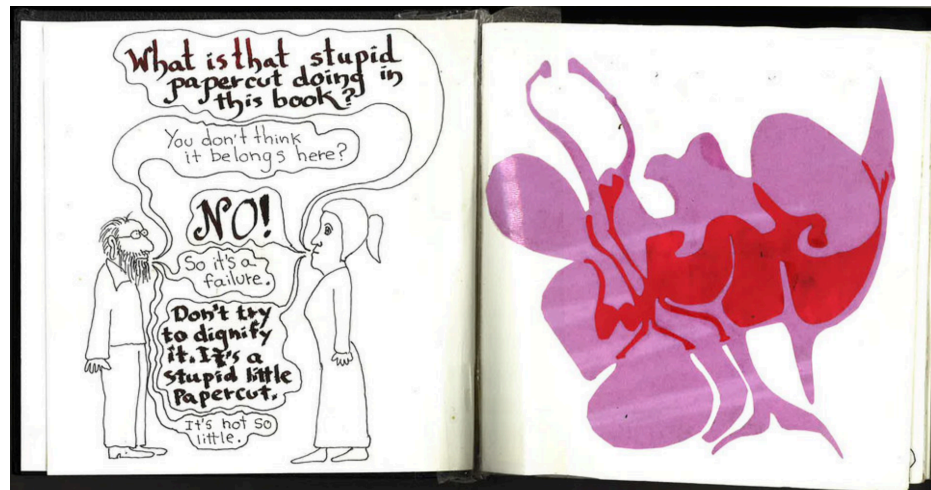 What is that stupid
papercut doing in
this book?
You don't think
it belongs here?
NO!
So it's a
failure.
Don't try
to dignify
it. It's a
stupid little
Papercut.
It's not so
little.